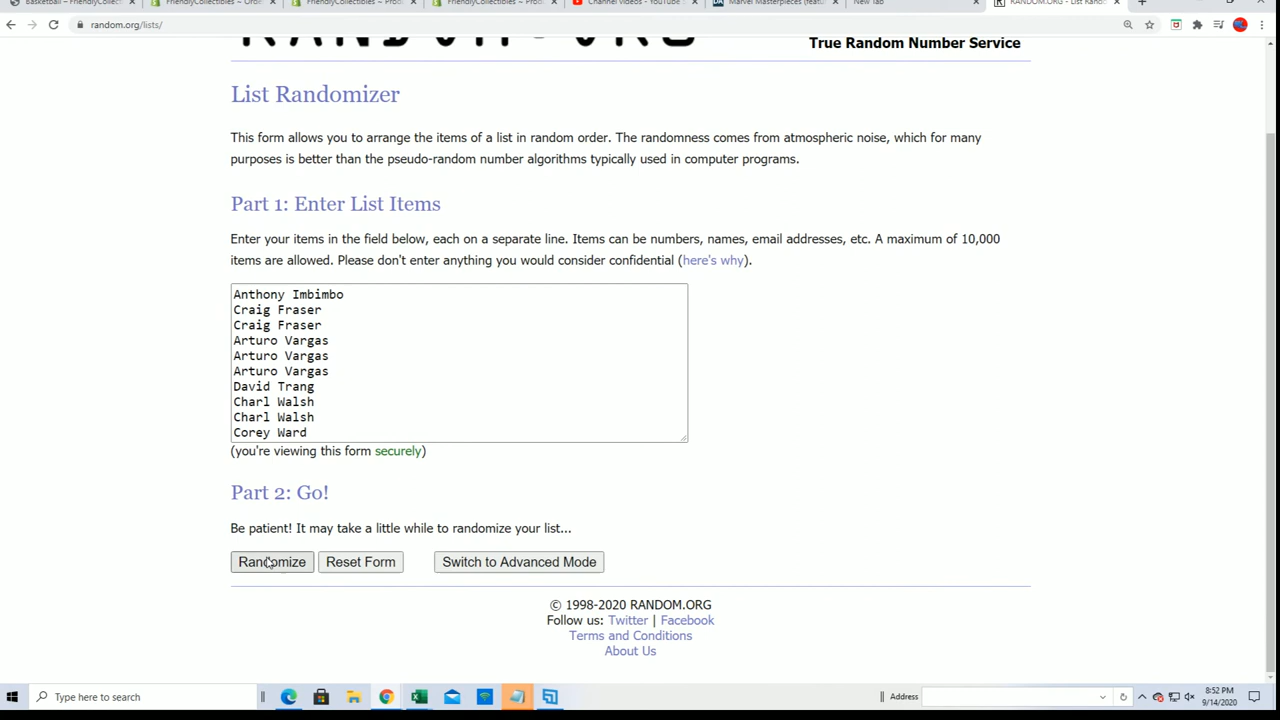 Basketball – FriendlyCollect
FriendlyCollectibles ~ Orde
FriendlyCollectibles ~ Prod
FriendlyCollectibles ~ Prod
Channel videos - YouTube
Marvel Masterpieces (featu
New Tab
RANDOM.ORG - List Rando
random.org/lists/
RANDOM.ORG
True Random Number Service
List Randomizer
This form allows you to arrange the items of a list in random order. The randomness comes from atmospheric noise, which for many
purposes is better than the pseudo-random number algorithms typically used in computer programs.
Part 1: Enter List Items
Enter your items in the field below, each on a separate line. Items can be numbers, names, email addresses, etc. A maximum of 10,000
items are allowed. Please don't enter anything you would consider confidential (here's why).
Anthony Imbimbo
Craig Fraser
Craig Fraser
Arturo Vargas
Arturo Vargas
Arturo Vargas
David Trang
Charl Walsh
Charl Walsh
Corey Ward
(you're viewing this form securely)
Part 2: Go!
Be patient! It may take a little while to randomize your list...
Randomize Reset Form Switch to Advanced Mode
© 1998-2020 RANDOM.ORG
Follow us: Twitter | Facebook
Terms and Conditions
About Us
Type here to search
Address
8:52 PM
9/14/2020